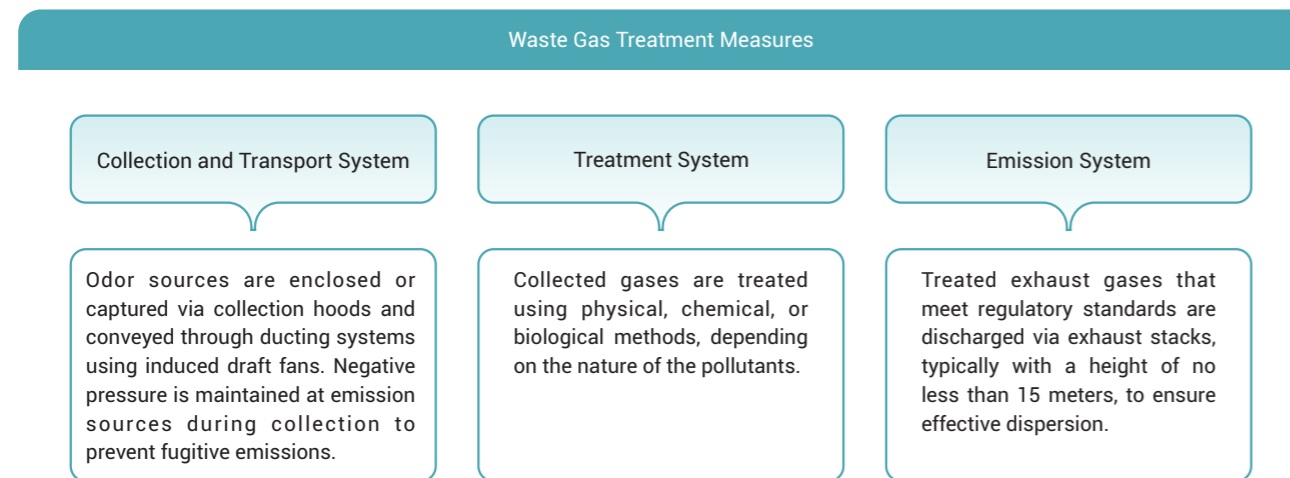 Waste Gas Treatment Measures
Collection and Transport System
Odor sources are enclosed or
captured via collection hoods and
conveyed through ducting systems
using induced draft fans. Negative
pressure is maintained at emission
sources during collection to
prevent fugitive emissions.
Treatment System
Collected gases are treated
using physical, chemical, or
biological methods, depending
on the nature of the pollutants.
Emission System
Treated exhaust gases that
meet regulatory standards are
discharged via exhaust stacks,
typically with a height of no
less than 15 meters, to ensure
effective dispersion.